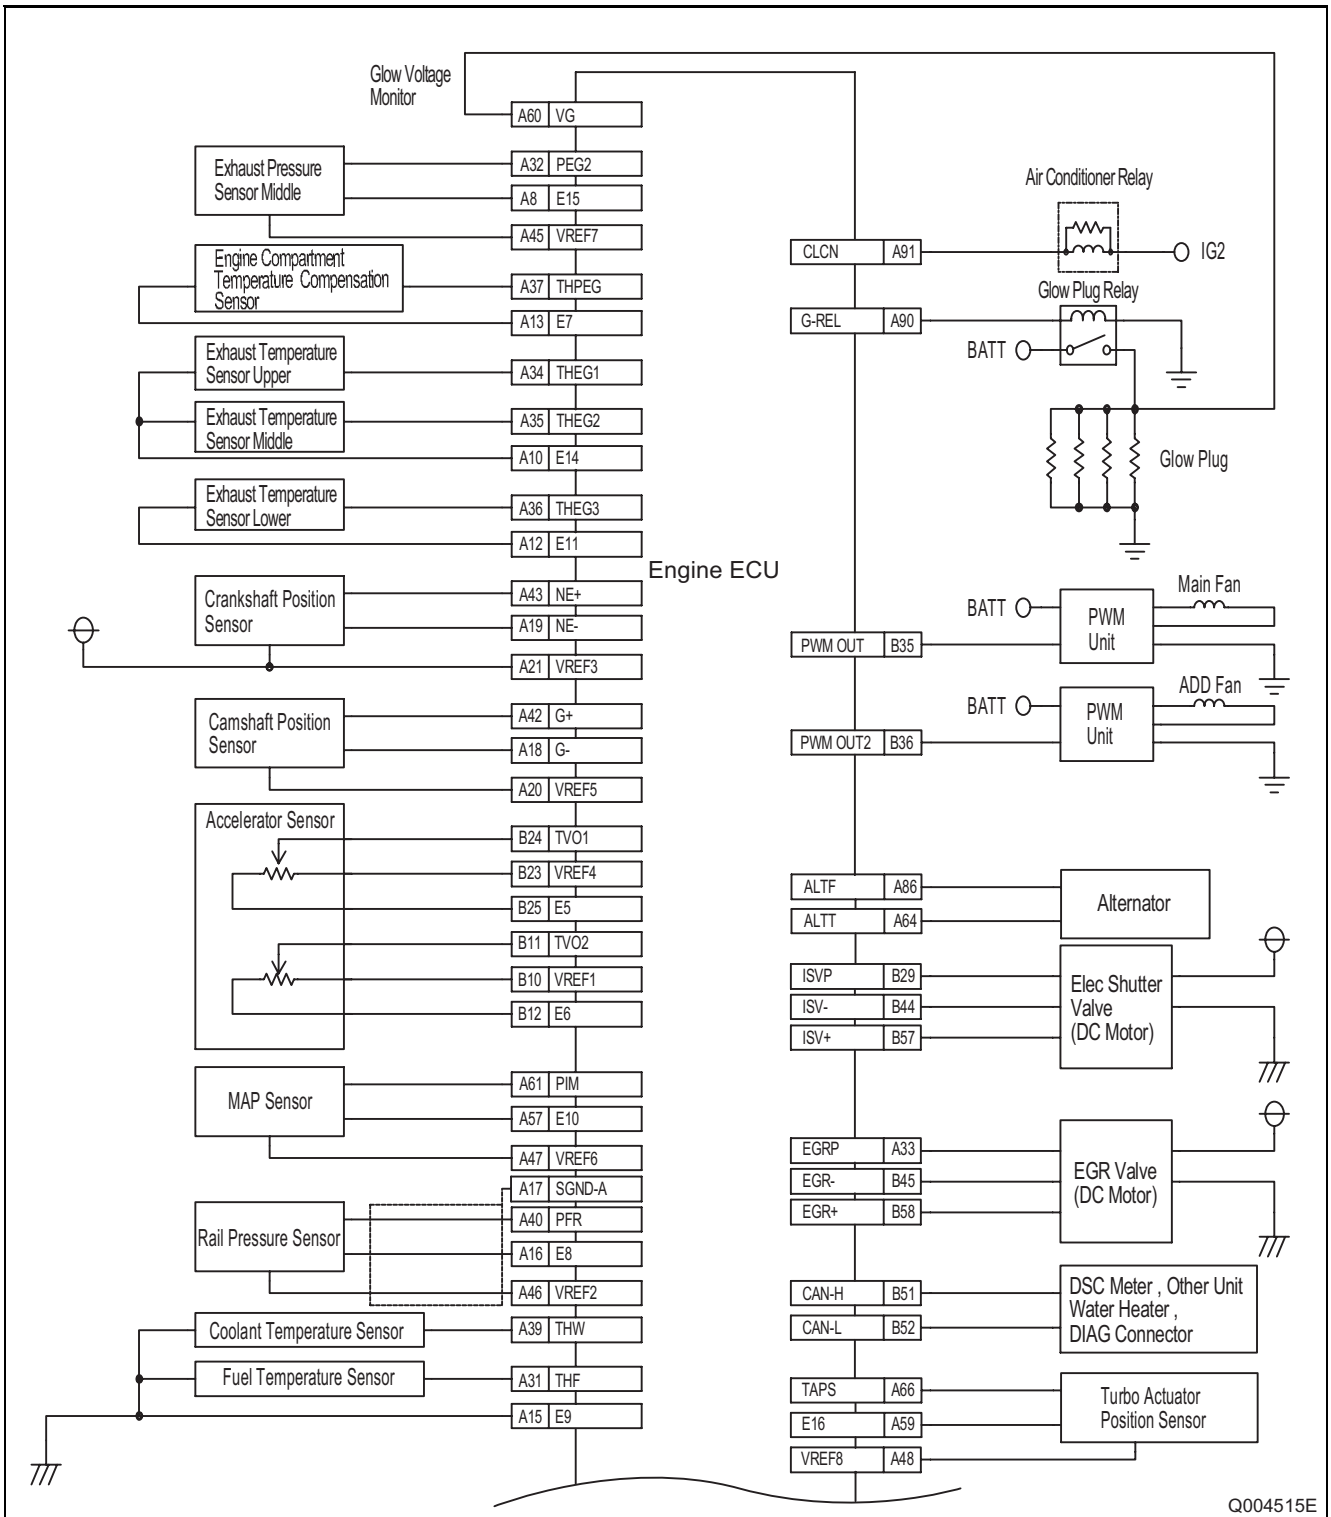 Glow Voltage
Monitor
A60 VG
Exhaust Pressure
Sensor Middle
A32 PEG2
A8 E15
A45 VREF7
Engine Compartment
Temperature Compensation
Sensor
A37 THPEG
A13 E7
Exhaust Temperature
Sensor Upper
A34 THEG1
Exhaust Temperature
Sensor Middle
A35 THEG2
A10 E14
Exhaust Temperature
Sensor Lower
A36 THEG3
A12 E11
Engine ECU
Crankshaft Position
Sensor
A43 NE+
A19 NE-
A21 VREF3
Camshaft Position
Sensor
A42 G+
A18 G-
A20 VREF5
Accelerator Sensor
B24 TVO1
B23 VREF4
B25 E5
B11 TVO2
B10 VREF1
B12 E6
MAP Sensor
A61 PIM
A57 E10
A47 VREF6
A17 SGND-A
Rail Pressure Sensor
A40 PFR
A16 E8
A46 VREF2
Coolant Temperature Sensor
A39 THW
Fuel Temperature Sensor
A31 THF
A15 E9
Air Conditioner Relay
CLCN A91
IG2
Glow Plug Relay
G-REL A90
BATT
Glow Plug
Main Fan
BATT
PWM
Unit
PWM OUT B35
ADD Fan
BATT
PWM
Unit
PWM OUT2 B36
ALTF A86
ALTT A64
Alternator
ISVP B29
ISV- B44
ISV+ B57
Elec Shutter
Valve
(DC Motor)
EGRP A33
EGR- B45
EGR+ B58
EGR Valve
(DC Motor)
CAN-H B51
CAN-L B52
DSC Meter , Other Unit
Water Heater ,
DIAG Connector
TAPS A66
E16 A59
VREF8 A48
Turbo Actuator
Position Sensor
Q004515E